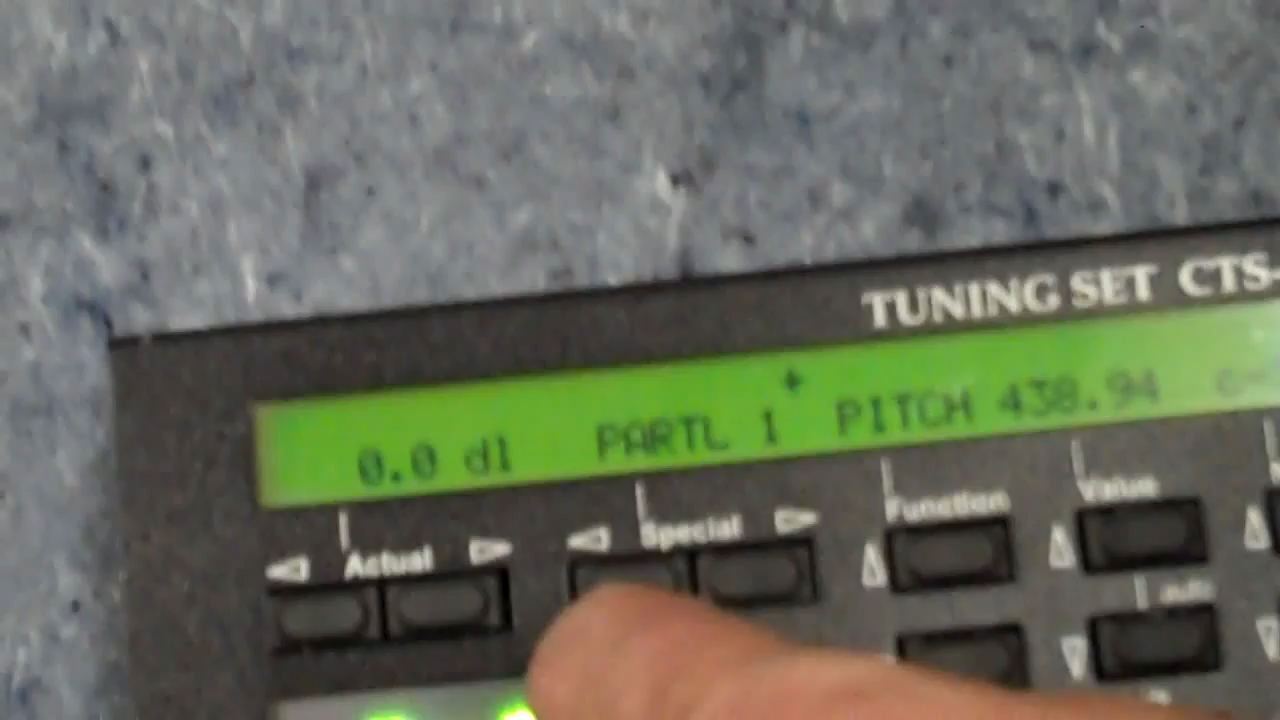 TUNING SET CTS-
0.0 dl PARTL 1 PITCH 438.94
Actual Special Function Value